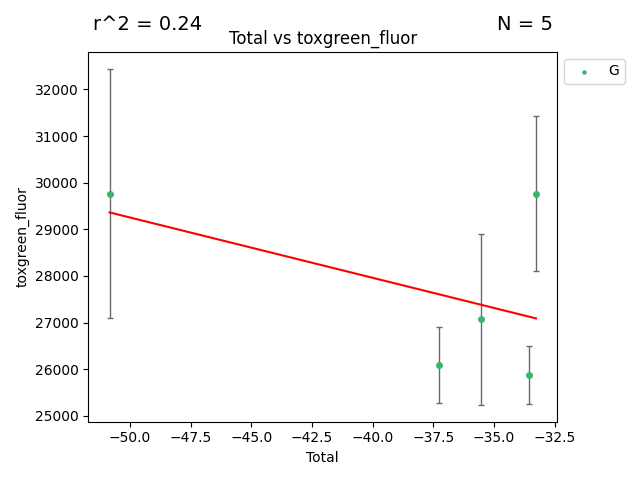 r^2 = 0.24
N = 5
Total vs toxgreen_fluor
G
32000
31000
30000
29000
28000
27000
26000
25000
toxgreen_fluor
−50.0 −47.5 −45.0 −42.5 −40.0 −37.5 −35.0 −32.5
Total